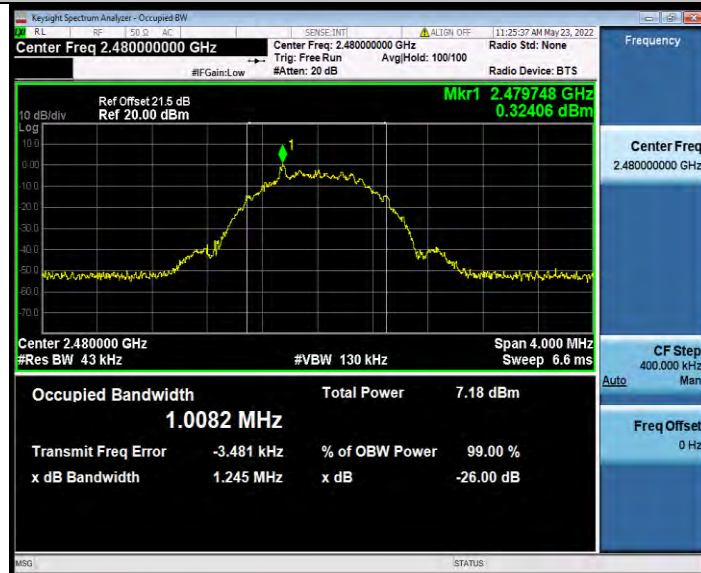 Keysight Spectrum Analyzer - Occupied BW
LXI RL RF 50 Ω AC SENSE:INT ALIGN OFF 11:25:37 AM May 23, 2022
Center Freq 2.480000000 GHz
Center Freq: 2.480000000 GHz
Radio Std: None
Trig: Free Run
Avg|Hold: 100/100
#IFGain:Low
#Atten: 20 dB
Radio Device: BTS
Mkr1 2.479748 GHz
0.32406 dBm
Ref Offset 21.5 dB
10 dB/div
Ref 20.00 dBm
Log
10.0
1
0.00
-10.0
-20.0
-30.0
-40.0
-50.0
-60.0
-70.0
Center 2.480000 GHz
Span 4.000 MHz
#Res BW 43 kHz
#VBW 130 kHz
Sweep 6.6 ms
Occupied Bandwidth
Total Power 7.18 dBm
1.0082 MHz
Transmit Freq Error -3.481 kHz
% of OBW Power 99.00 %
x dB Bandwidth 1.245 MHz
x dB -26.00 dB
MSG
STATUS
Frequency
Center Freq
2.480000000 GHz
CF Step
400.000 kHz
Auto Man
Freq Offset
0 Hz